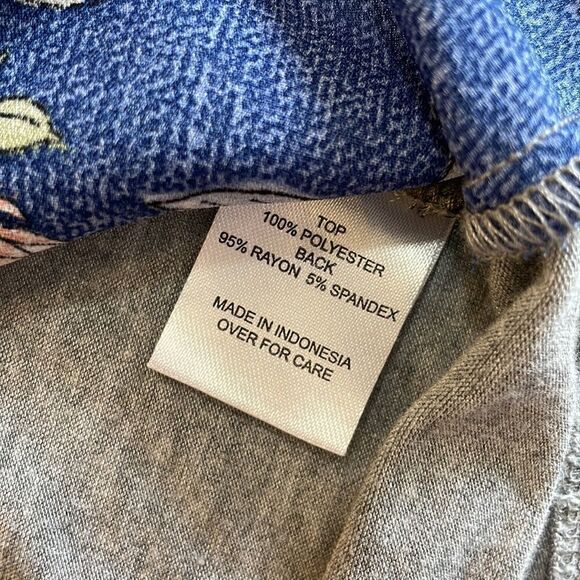 TOP
100% POLYESTER
BACK
95% RAYON 5% SPANDEX
MADE IN INDONESIA
OVER FOR CARE